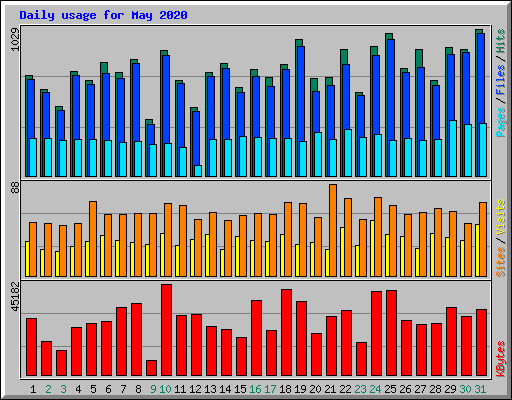 Daily usage for May 2020
1029
Pages / Files / Hits
88
Sites / Visits
45182
KBytes
1 2 3 4 5 6 7 8 9 10 11 12 13 14 15 16 17 18 19 20 21 22 23 24 25 26 27 28 29 30 31